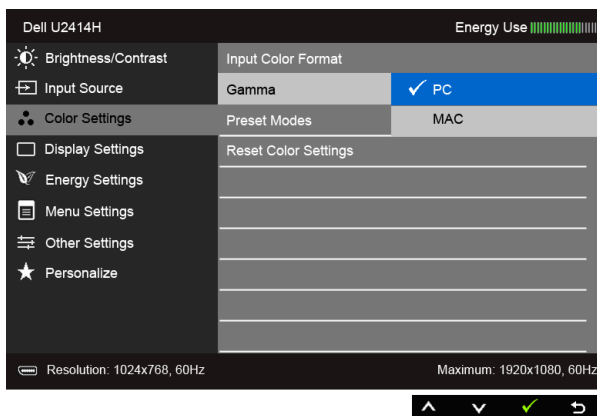 Dell U2414H Energy Use
Brightness/Contrast Input Color Format
Input Source Gamma PC
Color Settings Preset Modes MAC
Display Settings Reset Color Settings
Energy Settings
Menu Settings
Other Settings
Personalize
Resolution: 1024x768, 60Hz Maximum: 1920x1080, 60Hz